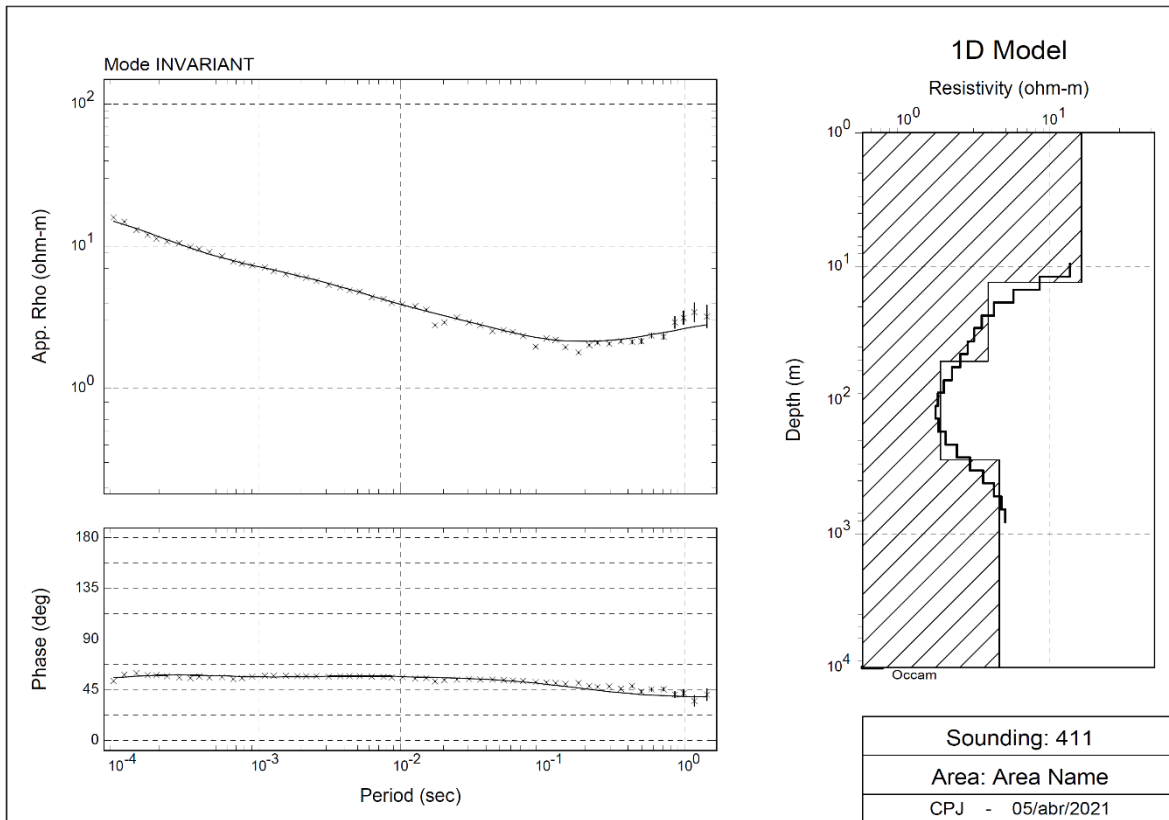 Mode INVARIANT
App. Rho (ohm-m)
10^2
10^1
10^0
Phase (deg)
180
135
90
45
0
10^-4 10^-3 10^-2 10^-1 10^0
Period (sec)
1D Model
Resistivity (ohm-m)
10^0 10^1
Depth (m)
10^0
10^1
10^2
10^3
10^4
Occam
Sounding: 411
Area: Area Name
CPJ - 05/abr/2021